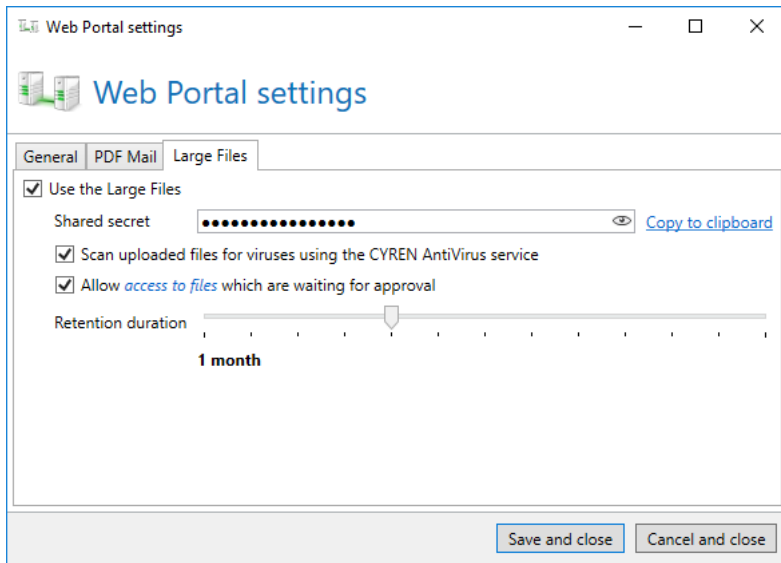 Web Portal settings
Web Portal settings
General PDF Mail Large Files
Use the Large Files
Shared secret ●●●●●●●●●●●●●●●● Copy to clipboard
Scan uploaded files for viruses using the CYREN AntiVirus service
Allow access to files which are waiting for approval
Retention duration
1 month
Save and close Cancel and close